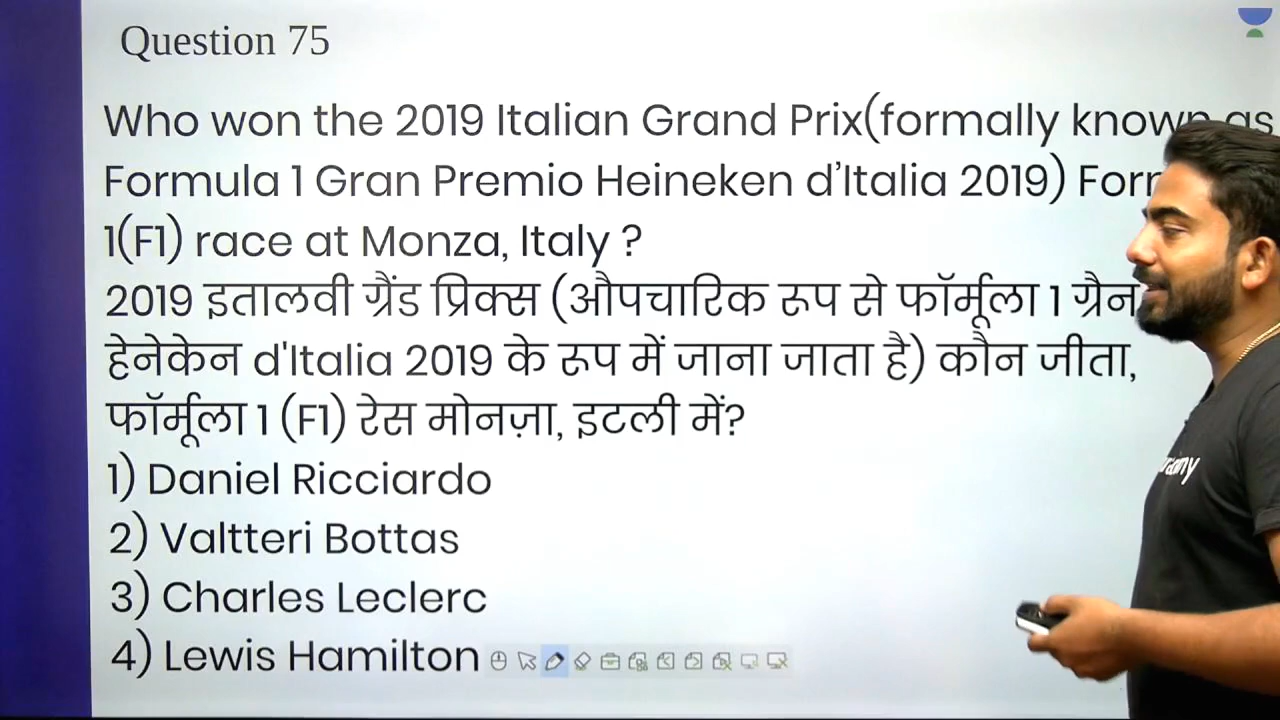 Question 75
Who won the 2019 Italian Grand Prix(formally known as
Formula 1 Gran Premio Heineken d’Italia 2019)
1(F1) race at Monza, Italy ?
2019 इतालवी ग्रैंड प्रिक्स (औपचारिक रूप से फॉर्मूला 1 ग्रैन
हेनेकेन d'Italia 2019 के रूप में जाना जाता है) कौन जीता,
फॉर्मूला 1 (F1) रेस मोनज़ा, इटली में?
1) Daniel Ricciardo
2) Valtteri Bottas
3) Charles Leclerc
4) Lewis Hamilton